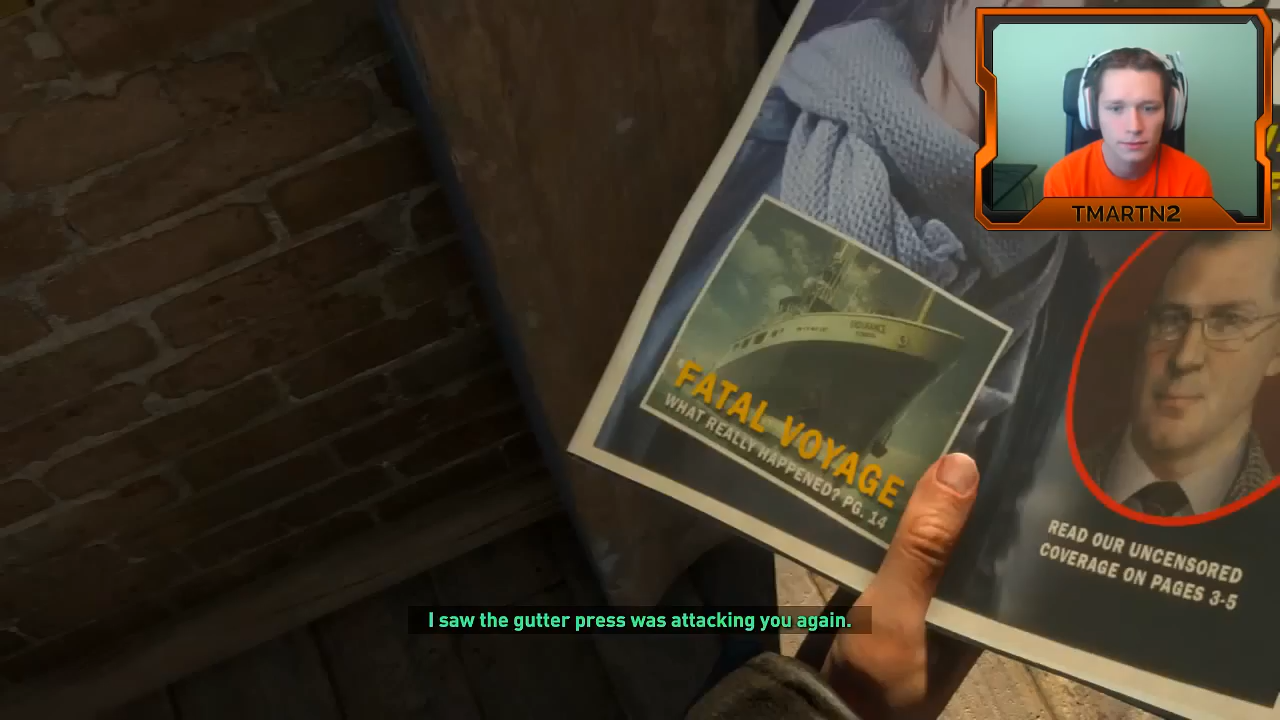 TMARTN2
ENDURANCE
FATAL VOYAGE
WHAT REALLY HAPPENED? PG. 14
READ OUR UNCENSORED
COVERAGE ON PAGES 3-5
I saw the gutter press was attacking you again.